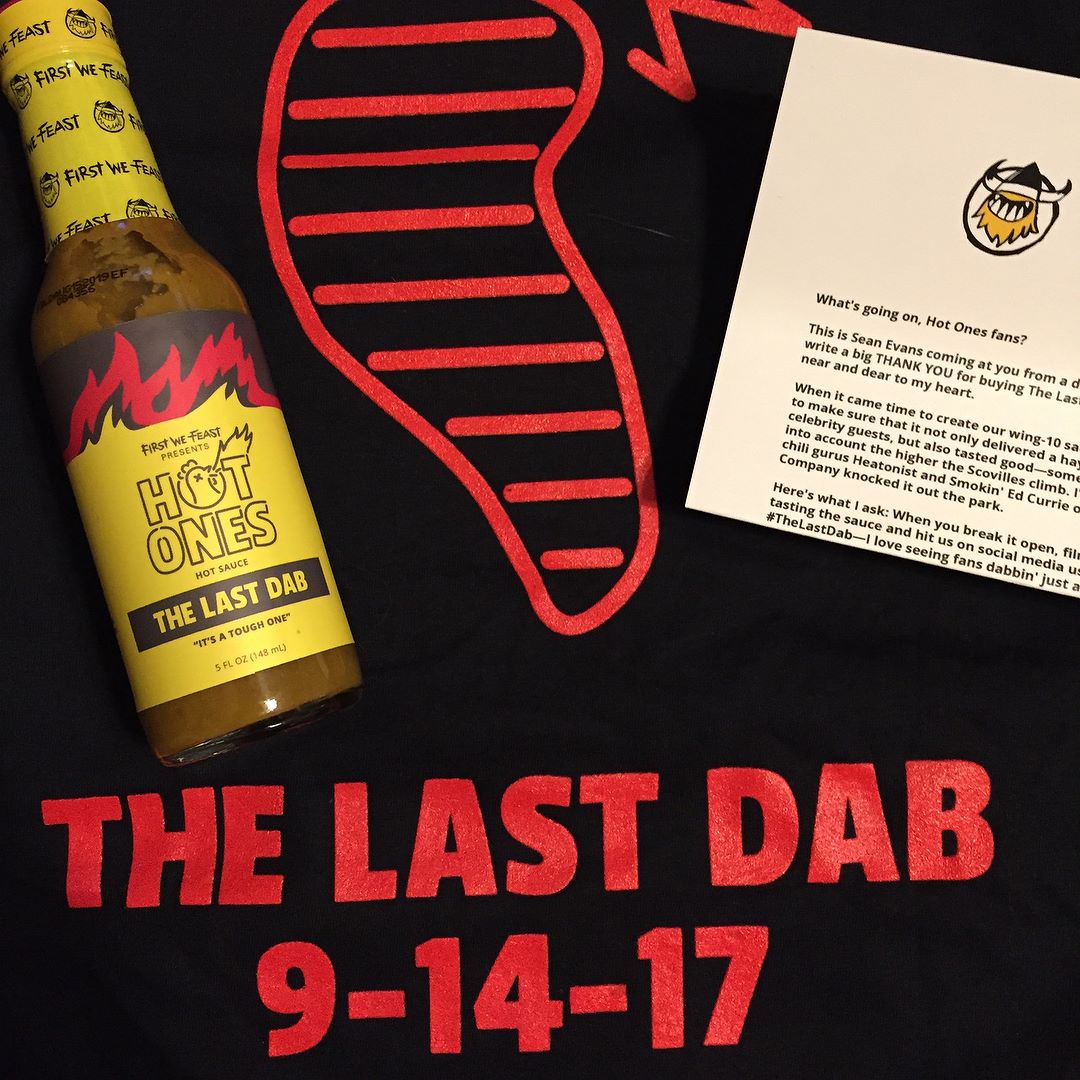 WE FEAST
FIRST WE FEAST
WE FEAST
FIRST WE FEAST
WE FEAST
FIRST WE FEAST
PRESENTS
HOT
ONES
HOT SAUCE
THE LAST DAB
"IT'S A TOUGH ONE"
5 FL OZ (148 mL)
What's going on, Hot Ones fans?
This is Sean Evans coming at you from a
write a big THANK YOU for buying The Last
near and dear to my heart.
When it came time to create our wing-10
to make sure that it not only delivered a
celebrity guests, but also tasted good—
into account the higher the Scovilles climb.
chili gurus Heatonist and Smokin' Ed Currie
Company knocked it out the park.
Here's what I ask: When you break it open,
tasting the sauce and hit us on social media
#TheLastDab—I love seeing fans dabbin' just
THE LAST DAB
9-14-17